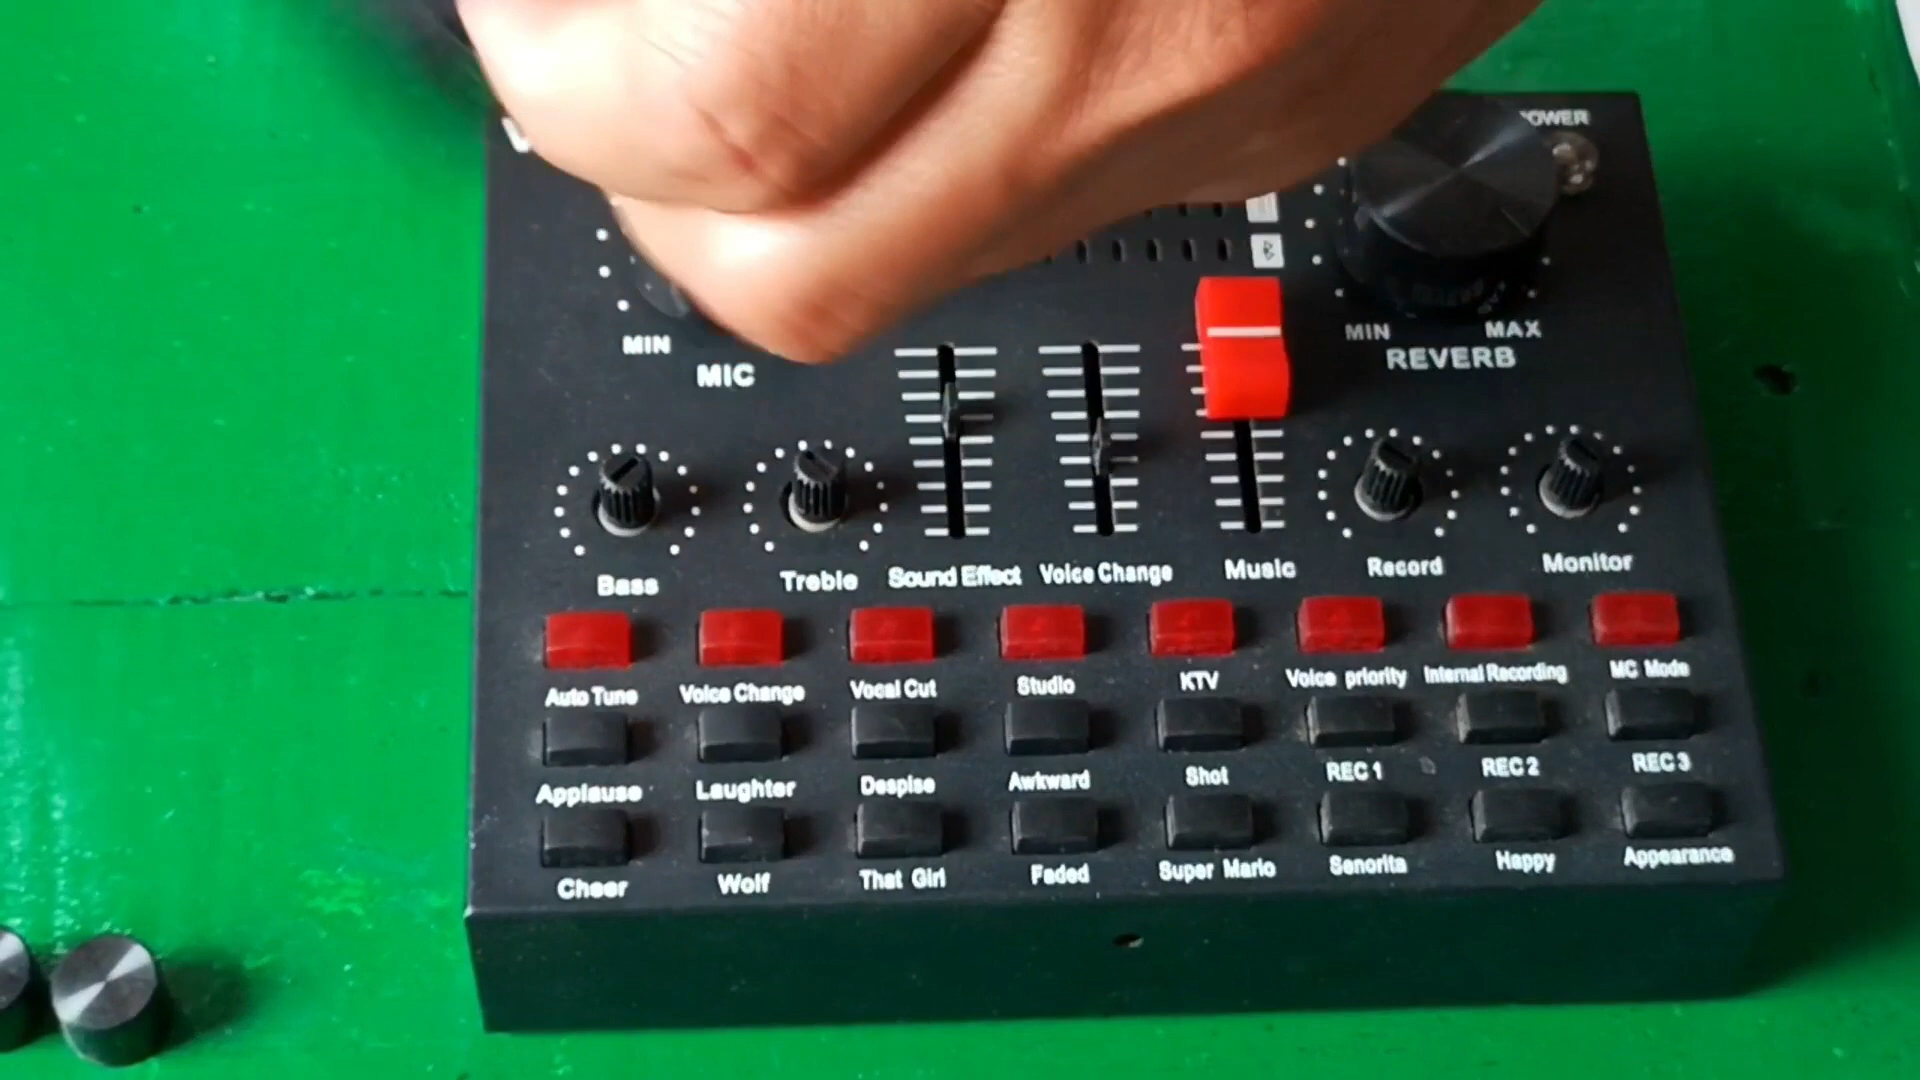 POWER
MIN
MIC
MIN MAX
REVERB
Bass Treble Sound Effect Voice Change Music Record Monitor
Auto Tune Voice Change Vocal Cut Studio KTV Voice priority Internal Recording MC Mode
Applause Laughter Despise Awkward Shot REC 1 REC 2 REC 3
Cheer Wolf That Girl Faded Super Mario Senorita Happy Appearance